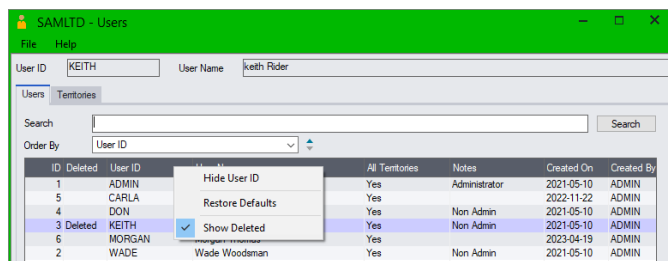 SAMLTD - Users
File Help
User ID KEITH User Name keith Rider
Users Territories
Search Search
Order By User ID
ID Deleted User ID All Territories Notes Created On Created By
Hide User ID
Restore Defaults
Show Deleted
1 ADMIN Yes Administrator 2021-05-10 ADMIN
5 CARLA Yes 2022-11-22 ADMIN
4 DON Yes Non Admin 2021-05-10 ADMIN
3 Deleted KEITH Yes Non Admin 2021-05-10 ADMIN
6 MORGAN Morgan Thomas Yes 2023-04-19 ADMIN
2 WADE Wade Woodsman Yes Non Admin 2021-05-10 ADMIN